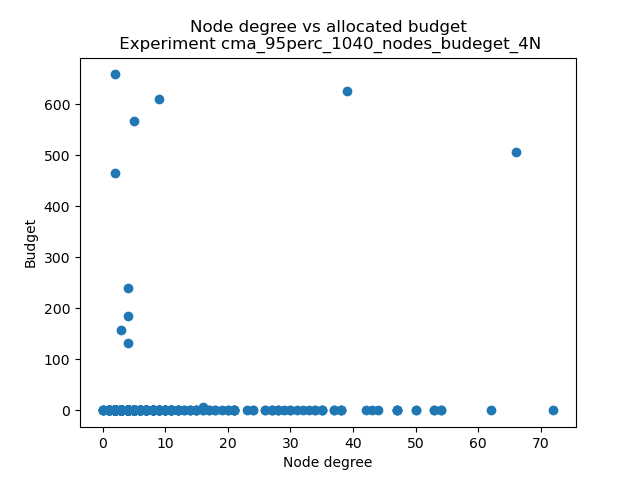 Node degree vs allocated budget
Experiment cma_95perc_1040_nodes_budeget_4N
Budget
600
500
400
300
200
100
0
0 10 20 30 40 50 60 70
Node degree